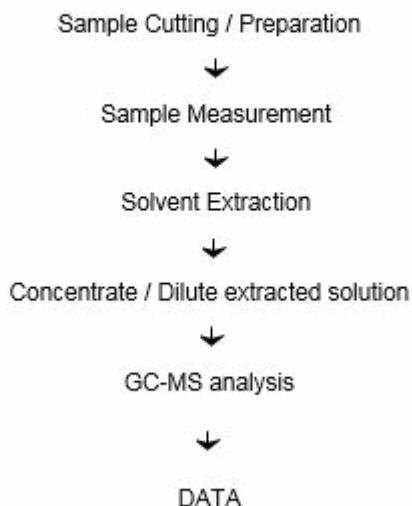 Sample Cutting / Preparation
Sample Measurement
Solvent Extraction
Concentrate / Dilute extracted solution
GC-MS analysis
DATA